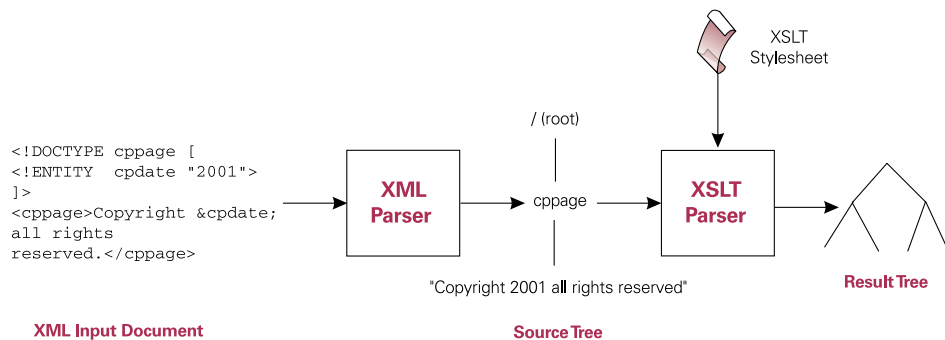 XSLT
Stylesheet
/ (root)
<!DOCTYPE cppage [
<!ENTITY  cpdate "2001">
]>
<cppage>Copyright &cpdate;
all rights
reserved.</cppage>
XML
Parser
cppage
XSLT
Parser
"Copyright 2001 all rights reserved"
Result Tree
XML Input Document
Source Tree